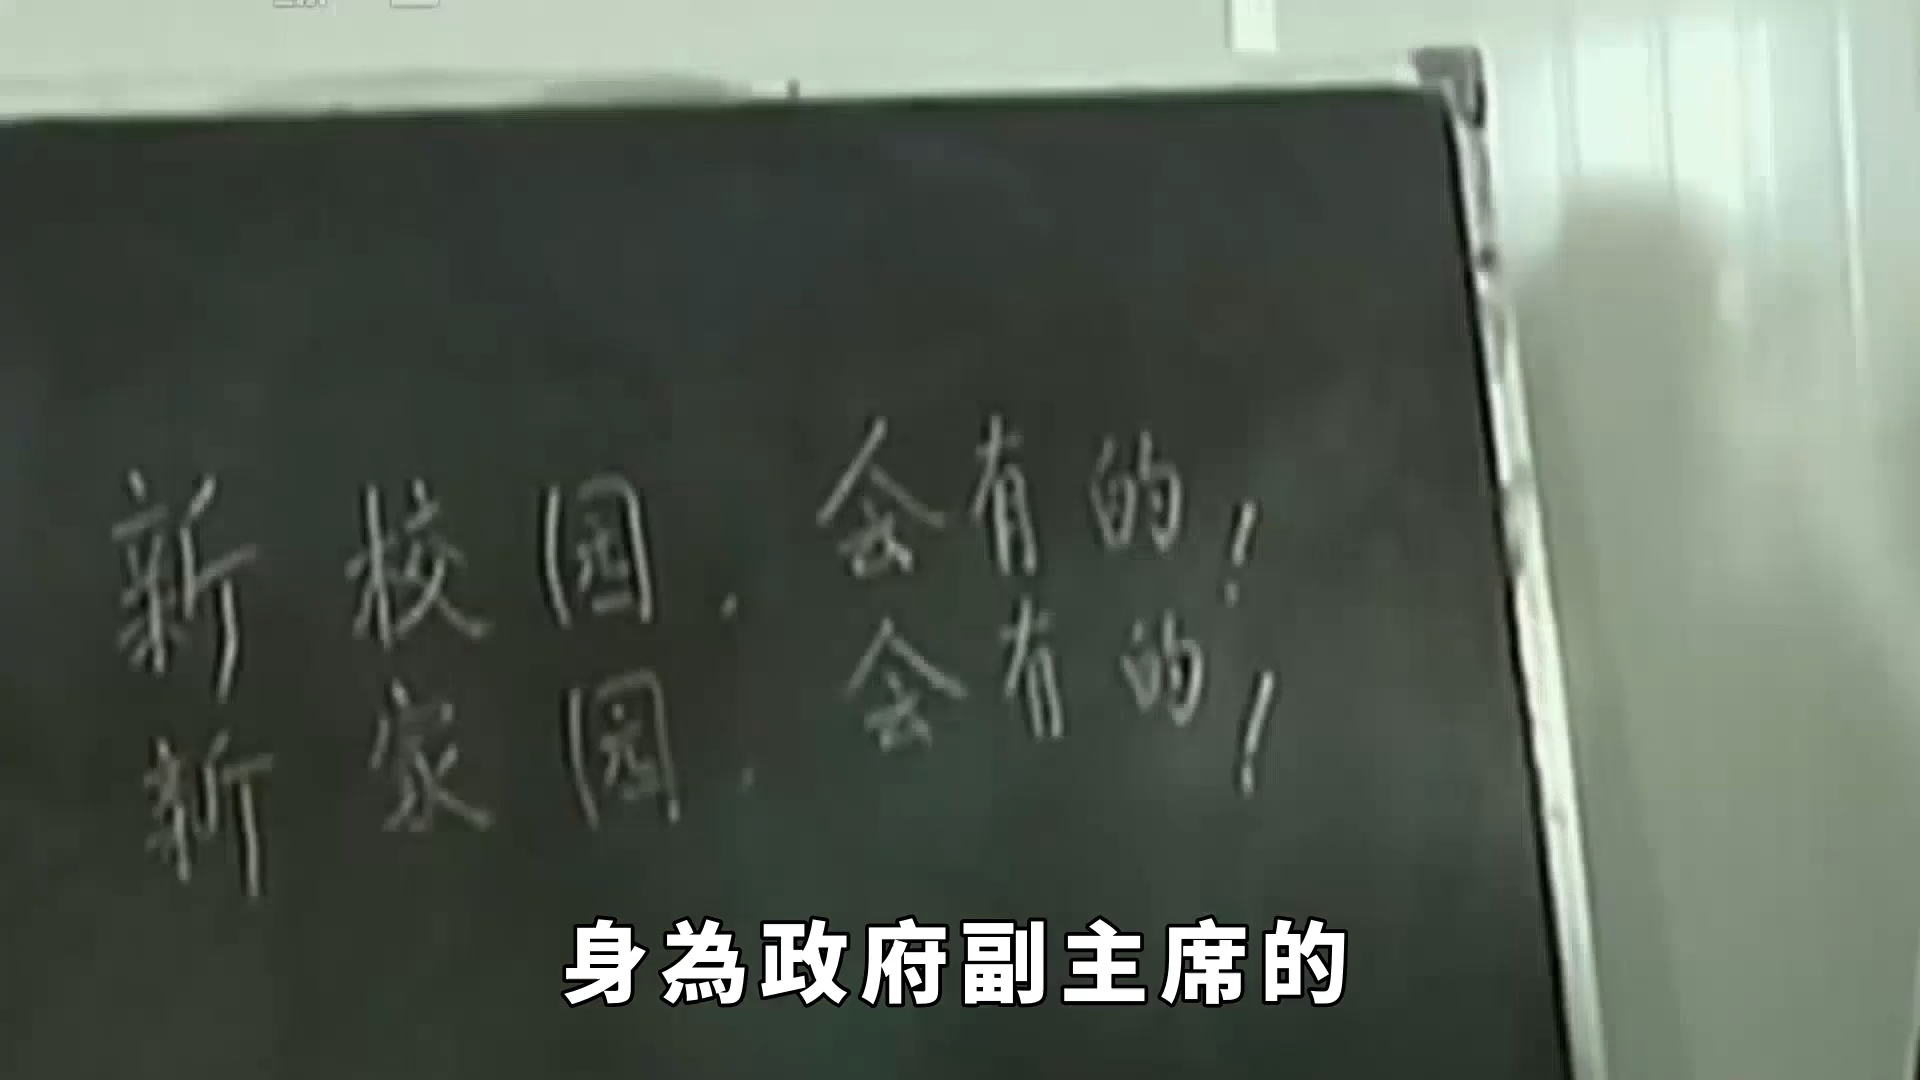 新校园，会有的！
新家园，会有的！
身為政府副主席的